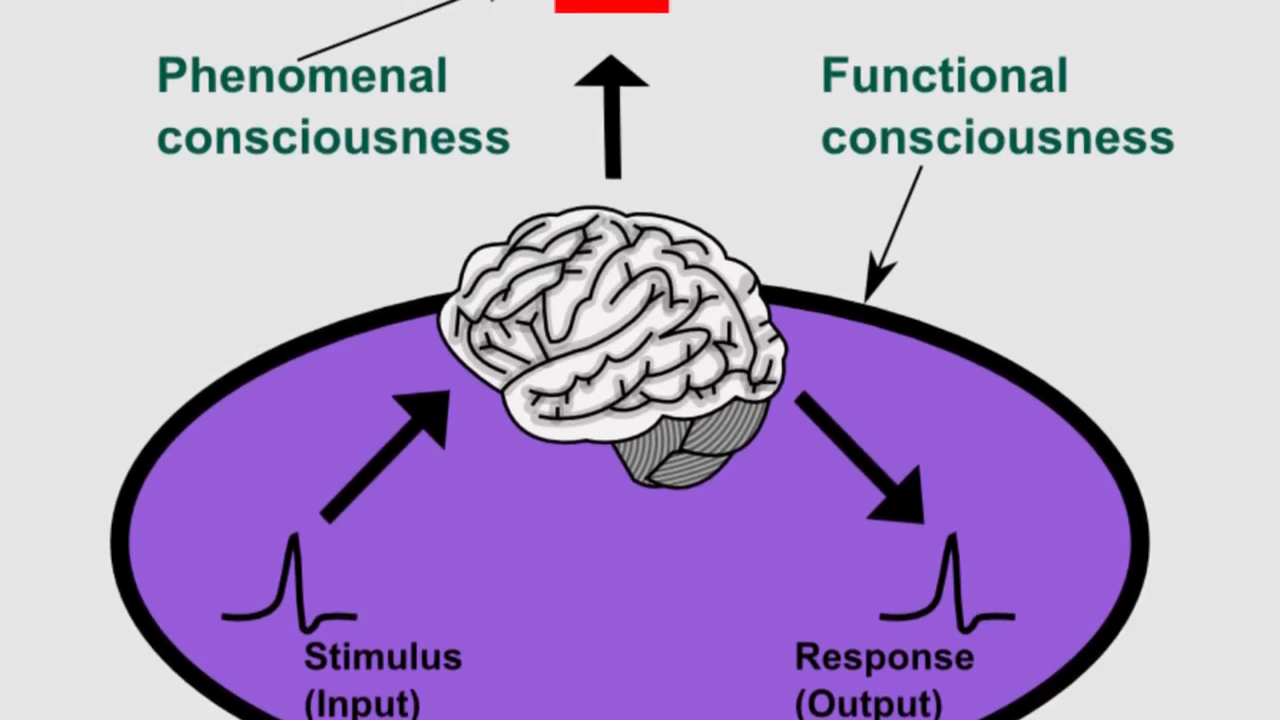 Phenomenal
consciousness
Functional
consciousness
Stimulus
(Input)
Response
(Output)